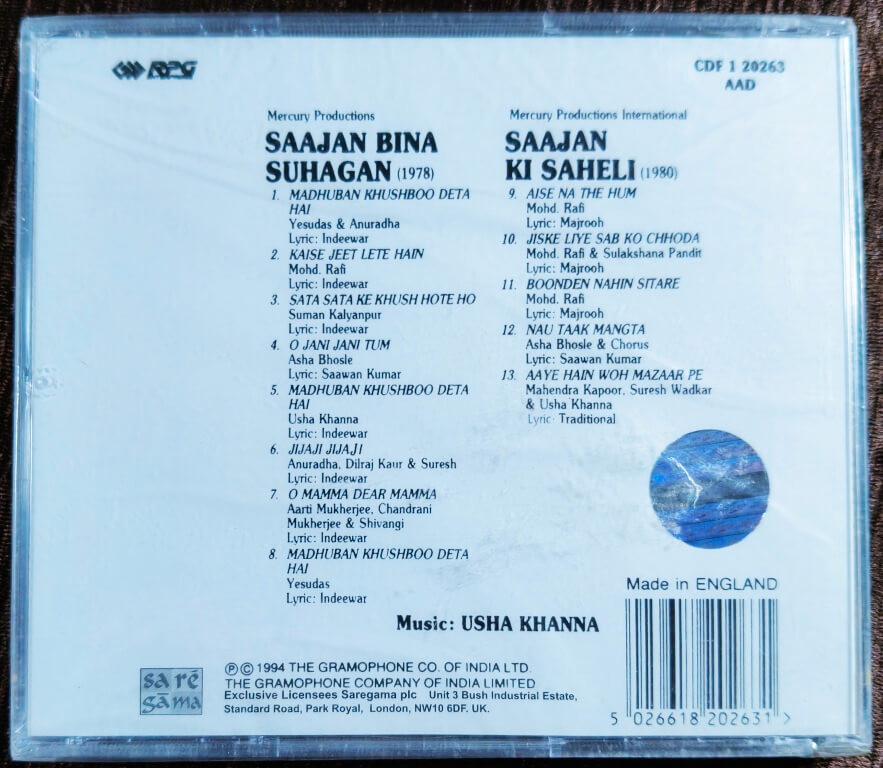 RPG
CDF 1 20263
AAD
Mercury Productions
SAAJAN BINA
SUHAGAN (1978)
1. MADHUBAN KHUSHBOO DETA
HAI
Yesudas & Anuradha
Lyric: Indeewar
2. KAISE JEET LETE HAIN
Mohd. Rafi
Lyric: Indeewar
3. SATA SATA KE KHUSH HOTE HO
Suman Kalyanpur
Lyric: Indeewar
4. O JANI JANI TUM
Asha Bhosle
Lyric: Saawan Kumar
5. MADHUBAN KHUSHBOO DETA
HAI
Usha Khanna
Lyric: Indeewar
6. JIJAJI JIJAJI
Anuradha, Dilraj Kaur & Suresh
Lyric: Indeewar
7. O MAMMA DEAR MAMMA
Aarti Mukherjee, Chandrani
Mukherjee & Shivangi
Lyric: Indeewar
8. MADHUBAN KHUSHBOO DETA
HAI
Yesudas
Lyric: Indeewar
Mercury Productions International
SAAJAN
KI SAHELI (1980)
9. AISE NA THE HUM
Mohd. Rafi
Lyric: Majrooh
10. JISKE LIYE SAB KO CHHODA
Mohd. Rafi & Sulakshana Pandit
Lyric: Majrooh
11. BOONDEN NAHIN SITARE
Mohd. Rafi
Lyric: Majrooh
12. NAU TAAK MANGTA
Asha Bhosle & Chorus
Lyric: Saawan Kumar
13. AAYE HAIN WOH MAZAAR PE
Mahendra Kapoor, Suresh Wadkar
& Usha Khanna
Lyric: Traditional
Music: USHA KHANNA
Made in ENGLAND
5 026618 202631 >
sa rē
gāma
℗ © 1994 THE GRAMOPHONE CO. OF INDIA LTD.
THE GRAMOPHONE COMPANY OF INDIA LIMITED
Exclusive Licensees Saregama plc Unit 3 Bush Industrial Estate,
Standard Road, Park Royal, London, NW10 6DF. UK.